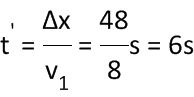 t' = Δx/v₁ = 48/8 s = 6s